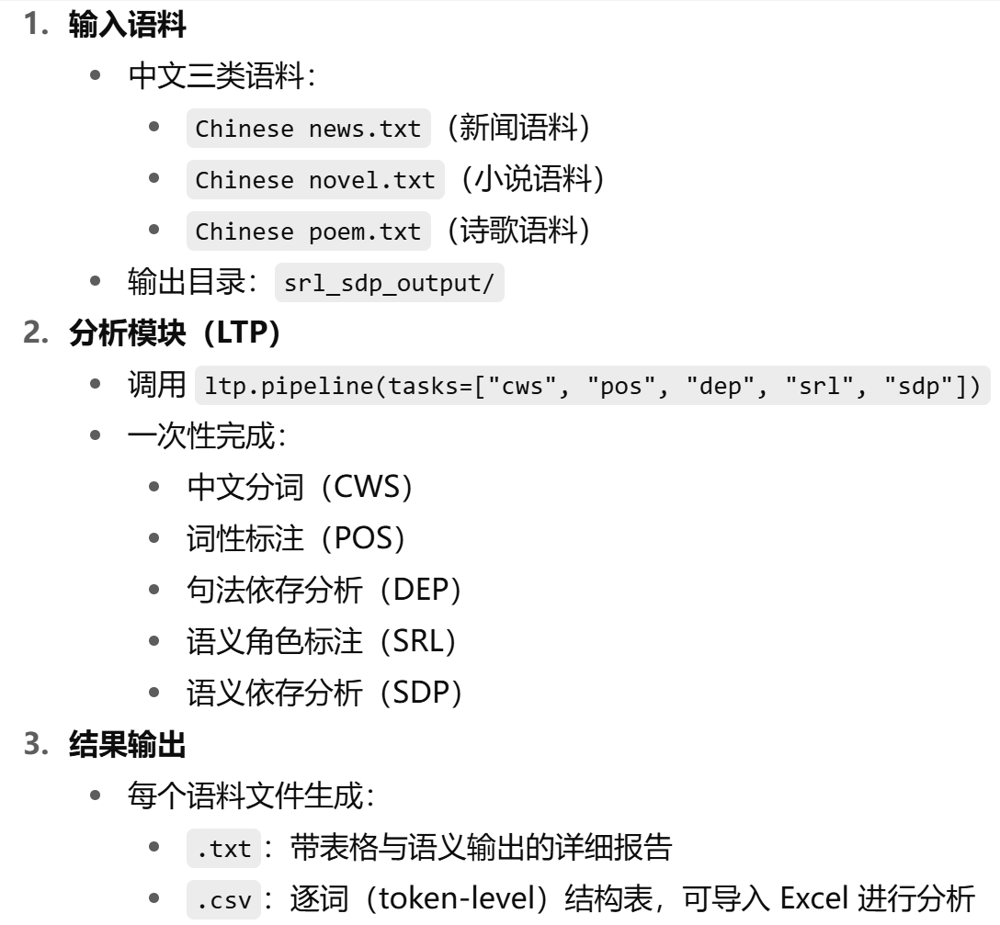 1. 输入语料
• 中文三类语料：
• Chinese news.txt（新闻语料）
• Chinese novel.txt（小说语料）
• Chinese poem.txt（诗歌语料）
• 输出目录：srl_sdp_output/
2. 分析模块（LTP）
• 调用 ltp.pipeline(tasks=["cws", "pos", "dep", "srl", "sdp"])
• 一次性完成：
• 中文分词（CWS）
• 词性标注（POS）
• 句法依存分析（DEP）
• 语义角色标注（SRL）
• 语义依存分析（SDP）
3. 结果输出
• 每个语料文件生成：
• .txt：带表格与语义输出的详细报告
• .csv：逐词（token-level）结构表，可导入 Excel 进行分析